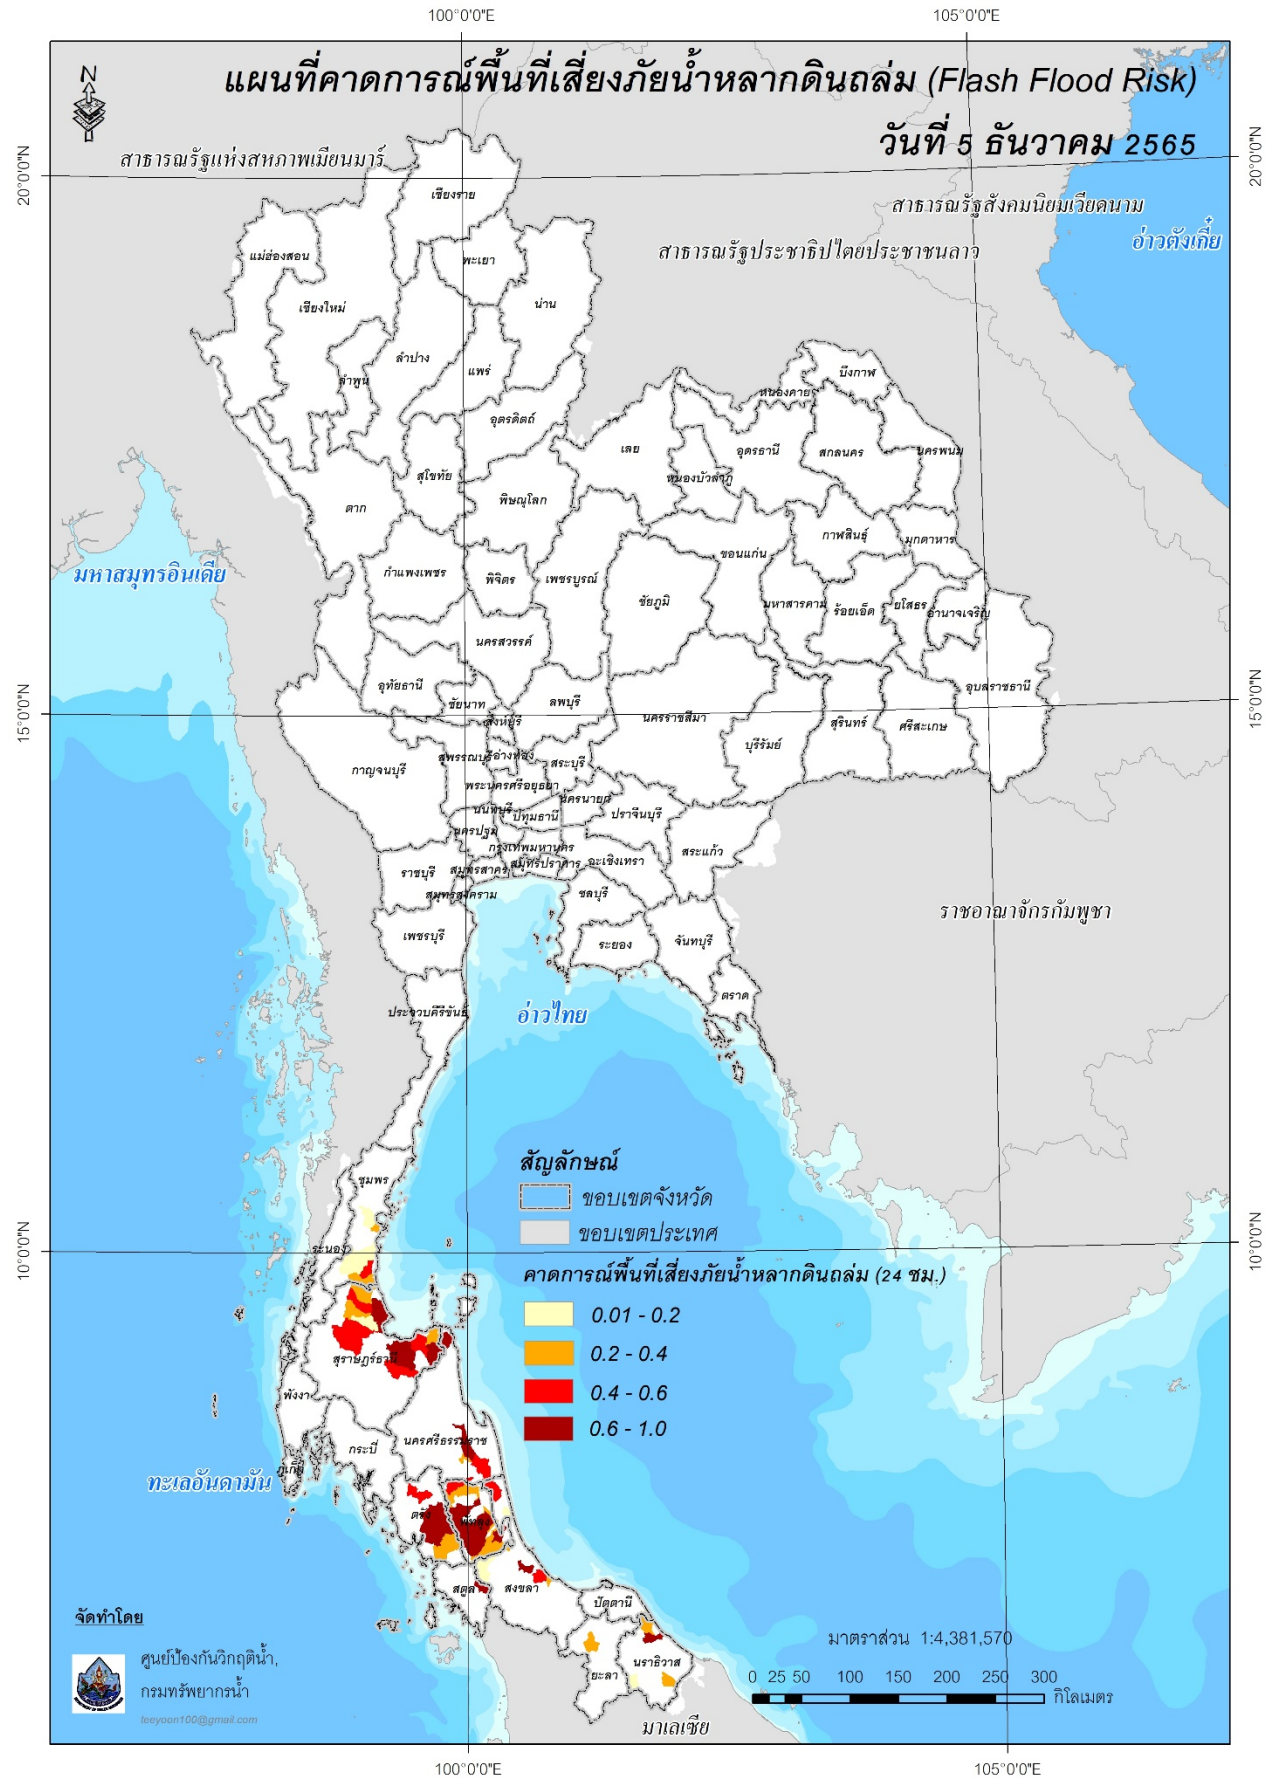 100°0'0"E
105°0'0"E
แผนที่คาดการณ์พื้นที่เสี่ยงภัยน้ำหลากดินถล่ม (Flash Flood Risk)
วันที่ 5 ธันวาคม 2565
N
20°0'0"N
20°0'0"N
สาธารณรัฐแห่งสหภาพเมียนมาร์
สาธารณรัฐสังคมนิยมเวียดนาม
สาธารณรัฐประชาธิปไตยประชาชนลาว
อ่าวตังเกี๋ย
เชียงราย
แม่ฮ่องสอน
พะเยา
เชียงใหม่
น่าน
ลำปาง
แพร่
ลำพูน
บึงกาฬ
หนองคาย
อุตรดิตถ์
เลย
อุดรธานี
สกลนคร
นครพนม
สุโขทัย
หนองบัวลำภู
ตาก
พิษณุโลก
กาฬสินธุ์
มุกดาหาร
ขอนแก่น
มหาสมุทรอินเดีย
กำแพงเพชร
พิจิตร
เพชรบูรณ์
ชัยภูมิ
มหาสารคาม
ร้อยเอ็ด
ยโสธร
อำนาจเจริญ
นครสวรรค์
อุทัยธานี
ชัยนาท
ลพบุรี
อุบลราชธานี
15°0'0"N
15°0'0"N
สิงห์บุรี
นครราชสีมา
สุรินทร์
ศรีสะเกษ
บุรีรัมย์
กาญจนบุรี
สุพรรณบุรี
อ่างทอง
สระบุรี
พระนครศรีอยุธยา
นครนายก
นนทบุรี
ปทุมธานี
ปราจีนบุรี
นครปฐม
กรุงเทพมหานคร
สระแก้ว
ราชบุรี
สมุทรสาคร
สมุทรปราการ
ฉะเชิงเทรา
สมุทรสงคราม
ชลบุรี
ราชอาณาจักรกัมพูชา
เพชรบุรี
ระยอง
จันทบุรี
ตราด
ประจวบคีรีขันธ์
อ่าวไทย
สัญลักษณ์
ขอบเขตจังหวัด
ขอบเขตประเทศ
คาดการณ์พื้นที่เสี่ยงภัยน้ำหลากดินถล่ม (24 ชม.)
0.01 - 0.2
0.2 - 0.4
0.4 - 0.6
0.6 - 1.0
ชุมพร
ระนอง
10°0'0"N
10°0'0"N
สุราษฎร์ธานี
พังงา
นครศรีธรรมราช
กระบี่
ภูเก็ต
ทะเลอันดามัน
ตรัง
พัทลุง
สตูล
สงขลา
ปัตตานี
ยะลา
นราธิวาส
มาเลเซีย
จัดทำโดย
ศูนย์ป้องกันวิกฤติน้ำ,
กรมทรัพยากรน้ำ
feeyoon100@gmail.com
มาตราส่วน 1:4,381,570
0 25 50 100 150 200 250 300
กิโลเมตร
100°0'0"E
105°0'0"E